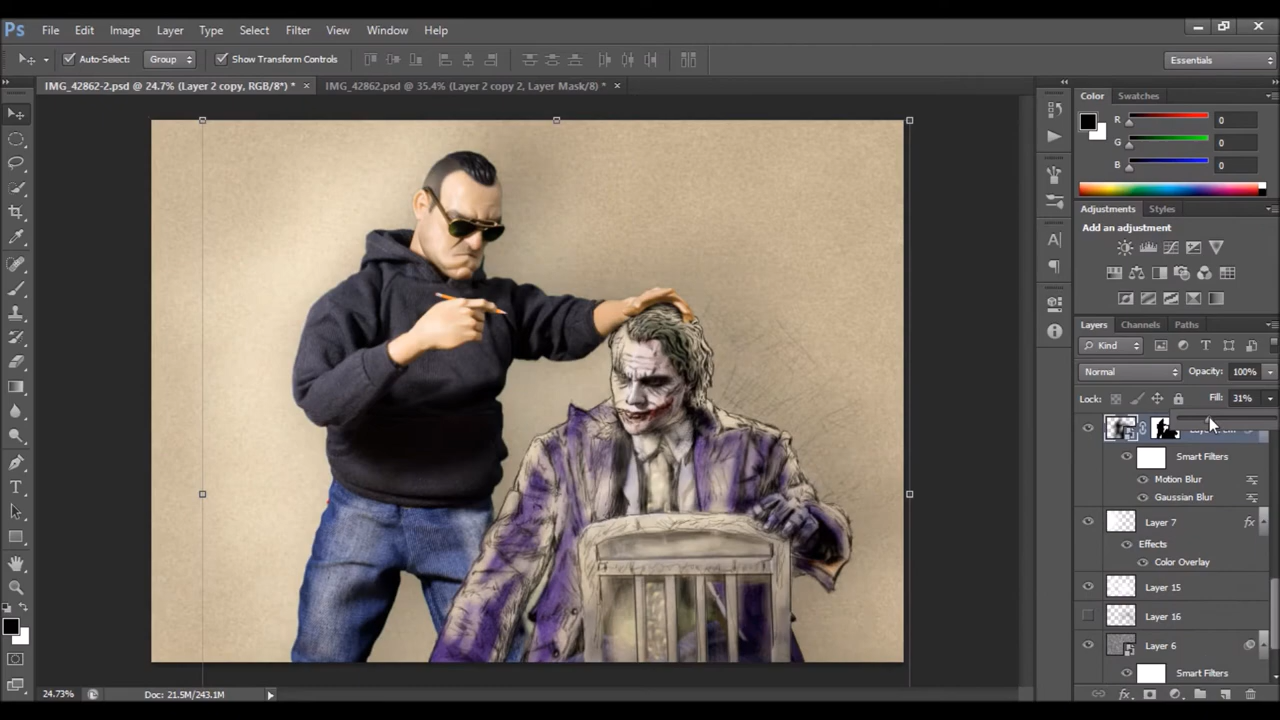 Ps File Edit Image Layer Type Select Filter View Window Help
Auto-Select: Group Show Transform Controls Essentials
IMG_42862-2.psd @ 24.7% (Layer 2 copy, RGB/8*) * × IMG_42862.psd @ 35.4% (Layer 2 copy 2, Layer Mask/8) * ×
Color Swatches
R 0
G 0
B 0
Adjustments Styles
Add an adjustment
Layers Channels Paths
Kind
Normal Opacity: 100%
Lock: Fill: 31%
Smart Filters
Motion Blur
Gaussian Blur
Layer 7 fx
Effects
Color Overlay
Layer 15
Layer 16
Layer 6
Smart Filters
24.73% Doc: 21.5M/243.1M